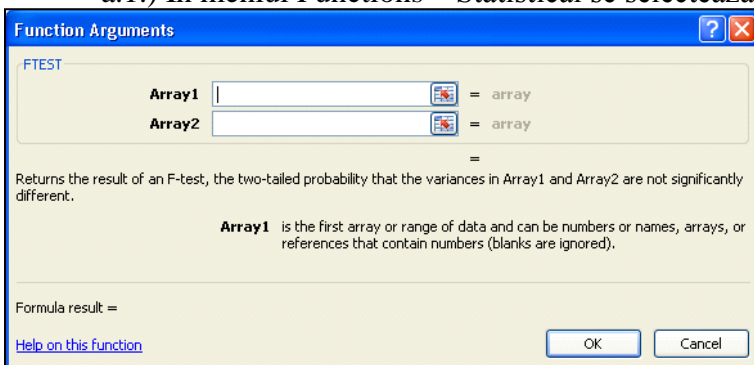 a.1.) In meniul Functions – Statistical se selectează
Function Arguments
FTEST
Array1 = array
Array2 = array
=
Returns the result of an F-test, the two-tailed probability that the variances in Array1 and Array2 are not significantly
different.
Array1 is the first array or range of data and can be numbers or names, arrays, or
references that contain numbers (blanks are ignored).
Formula result =
Help on this function OK Cancel